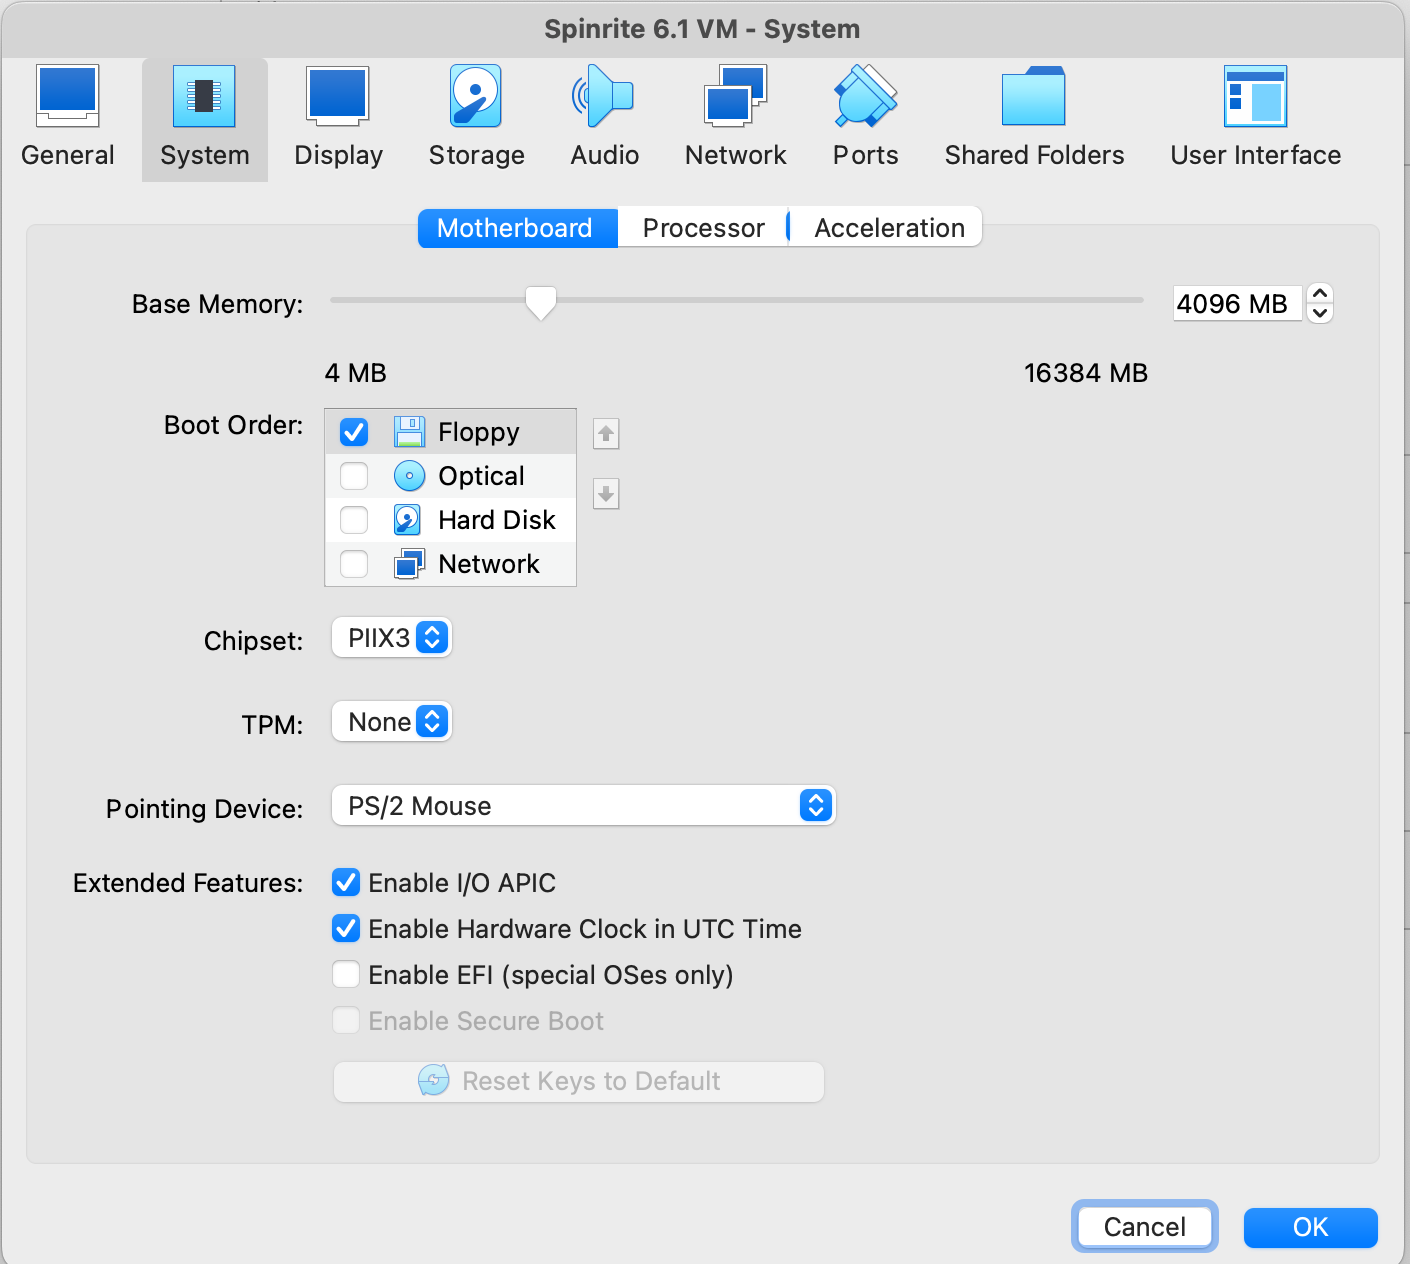 Spinrite 6.1 VM - System
General System Display Storage Audio Network Ports Shared Folders User Interface
Motherboard Processor Acceleration
Base Memory: 4096 MB
4 MB 16384 MB
Boot Order: Floppy
Optical
Hard Disk
Network
Chipset: PIIX3
TPM: None
Pointing Device: PS/2 Mouse
Extended Features: Enable I/O APIC
Enable Hardware Clock in UTC Time
Enable EFI (special OSes only)
Enable Secure Boot
Reset Keys to Default
Cancel OK